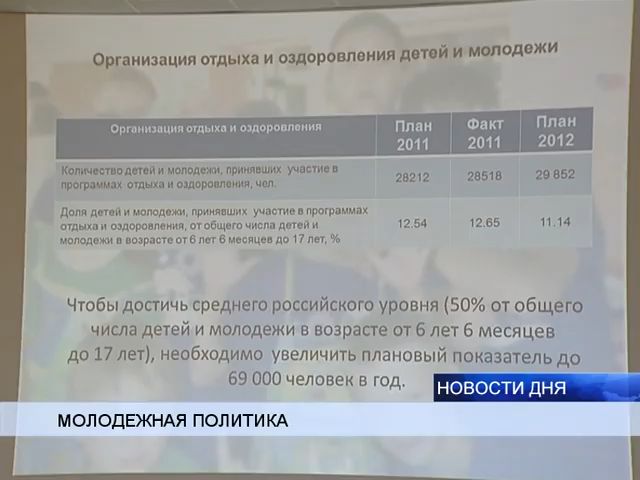 Организация отдыха и оздоровления детей и молодежи
Организация отдыха и оздоровления
План 2011
Факт 2011
План 2012
Количество детей и молодежи, принявших участие в
программах отдыха и оздоровления, чел.
28212
28518
29 852
Доля детей и молодежи, принявших участие в программах
отдыха и оздоровления, от общего числа детей и
молодежи в возрасте от 6 лет 6 месяцев до 17 лет, %
12.54
12.65
11.14
Чтобы достичь среднего российского уровня (50% от общего
числа детей и молодежи в возрасте от 6 лет 6 месяцев
до 17 лет), необходимо увеличить плановый показатель до
69 000 человек в год.
НОВОСТИ ДНЯ
МОЛОДЕЖНАЯ ПОЛИТИКА